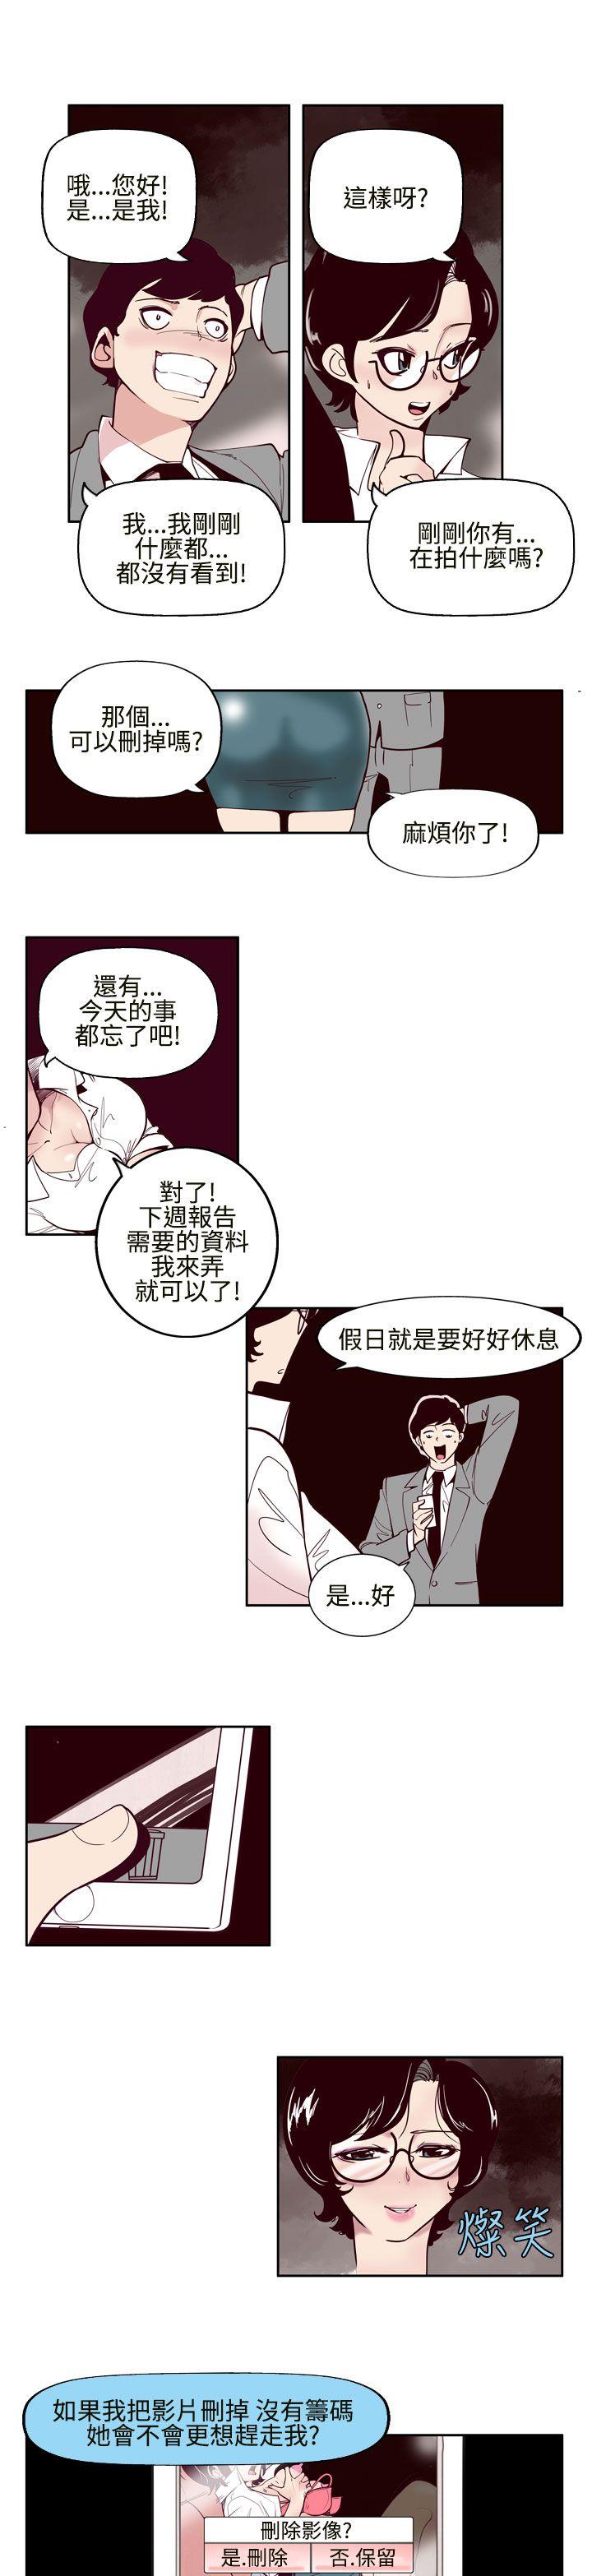 哦...您好!
是...是我!
這樣呀?
我...我剛剛
什麼都...
都沒有看到!
剛剛你有...
在拍什麼嗎?
那個...
可以刪掉嗎?
麻煩你了!
還有...
今天的事
都忘了吧!
對了!
下週報告
需要的資料
我來弄
就可以了!
假日就是要好好休息
是...好
燦笑
如果我把影片刪掉 沒有籌碼
她會不會更想趕走我?
刪除影像?
是.刪除
否.保留